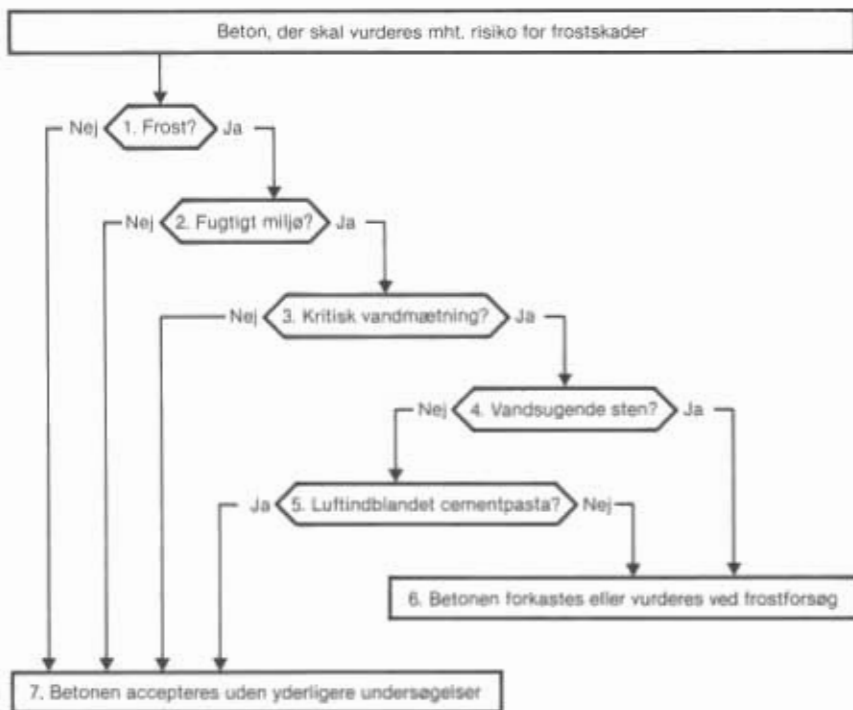 Beton, der skal vurderes mht. risiko for frostskader
Nej 1. Frost? Ja
Nej 2. Fugtigt miljø? Ja
Nej 3. Kritisk vandmætning? Ja
Nej 4. Vandsugende sten? Ja
Ja 5. Luftindblandet cementpasta? Nej
6. Betonen forkastes eller vurderes ved frostforsøg
7. Betonen accepteres uden yderligere undersøgelser